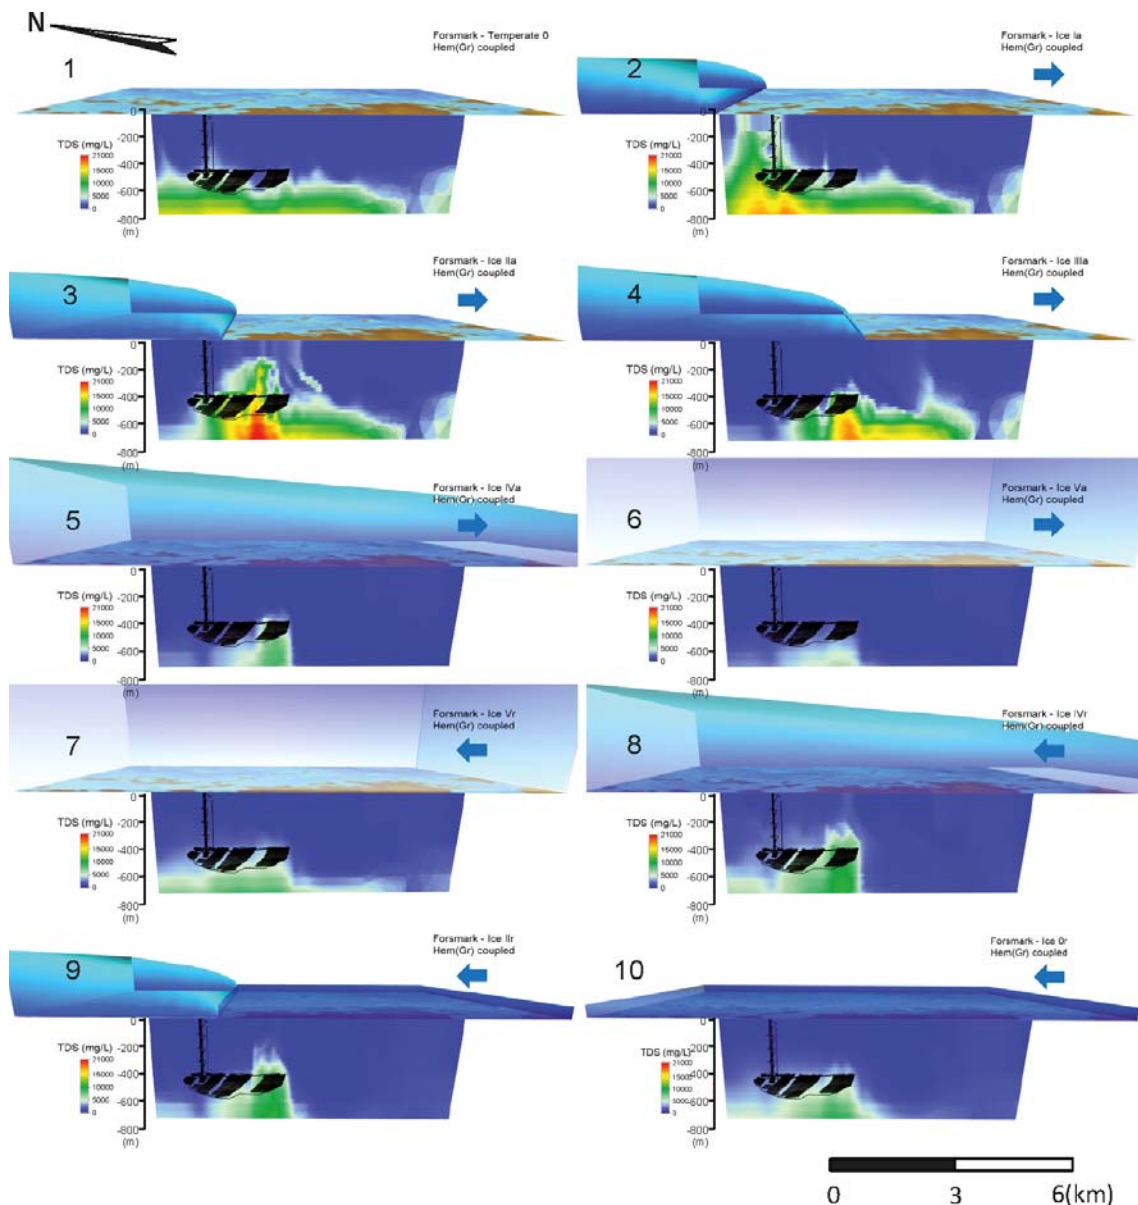 N
Forsmark - Temperate 0
Hem(Gr) coupled
1
0
-200
-400
-600
-800
(m)
TDS (mg/L)
21000
15000
10000
5000
0
Forsmark - Ice Ia
Hem(Gr) coupled
2
0
-200
-400
-600
-800
(m)
TDS (mg/L)
21000
15000
10000
5000
0
Forsmark - Ice IIa
Hem(Gr) coupled
3
0
-200
-400
-600
-800
(m)
TDS (mg/L)
21000
15000
10000
5000
0
Forsmark - Ice IIIa
Hem(Gr) coupled
4
0
-200
-400
-600
-800
(m)
TDS (mg/L)
21000
15000
10000
5000
0
Forsmark - Ice IVa
Hem(Gr) coupled
5
0
-200
-400
-600
-800
(m)
TDS (mg/L)
21000
15000
10000
5000
0
Forsmark - Ice Va
Hem(Gr) coupled
6
0
-200
-400
-600
-800
(m)
TDS (mg/L)
21000
15000
10000
5000
0
Forsmark - Ice Vr
Hem(Gr) coupled
7
0
-200
-400
-600
-800
(m)
TDS (mg/L)
21000
15000
10000
5000
0
Forsmark - Ice IVr
Hem(Gr) coupled
8
0
-200
-400
-600
-800
(m)
TDS (mg/L)
21000
15000
10000
5000
0
Forsmark - Ice IIr
Hem(Gr) coupled
9
0
-200
-400
-600
-800
(m)
TDS (mg/L)
21000
15000
10000
5000
0
Forsmark - Ice 0r
Hem(Gr) coupled
10
0
-200
-400
-600
-800
(m)
TDS (mg/L)
21000
15000
10000
5000
0
0 3 6(km)